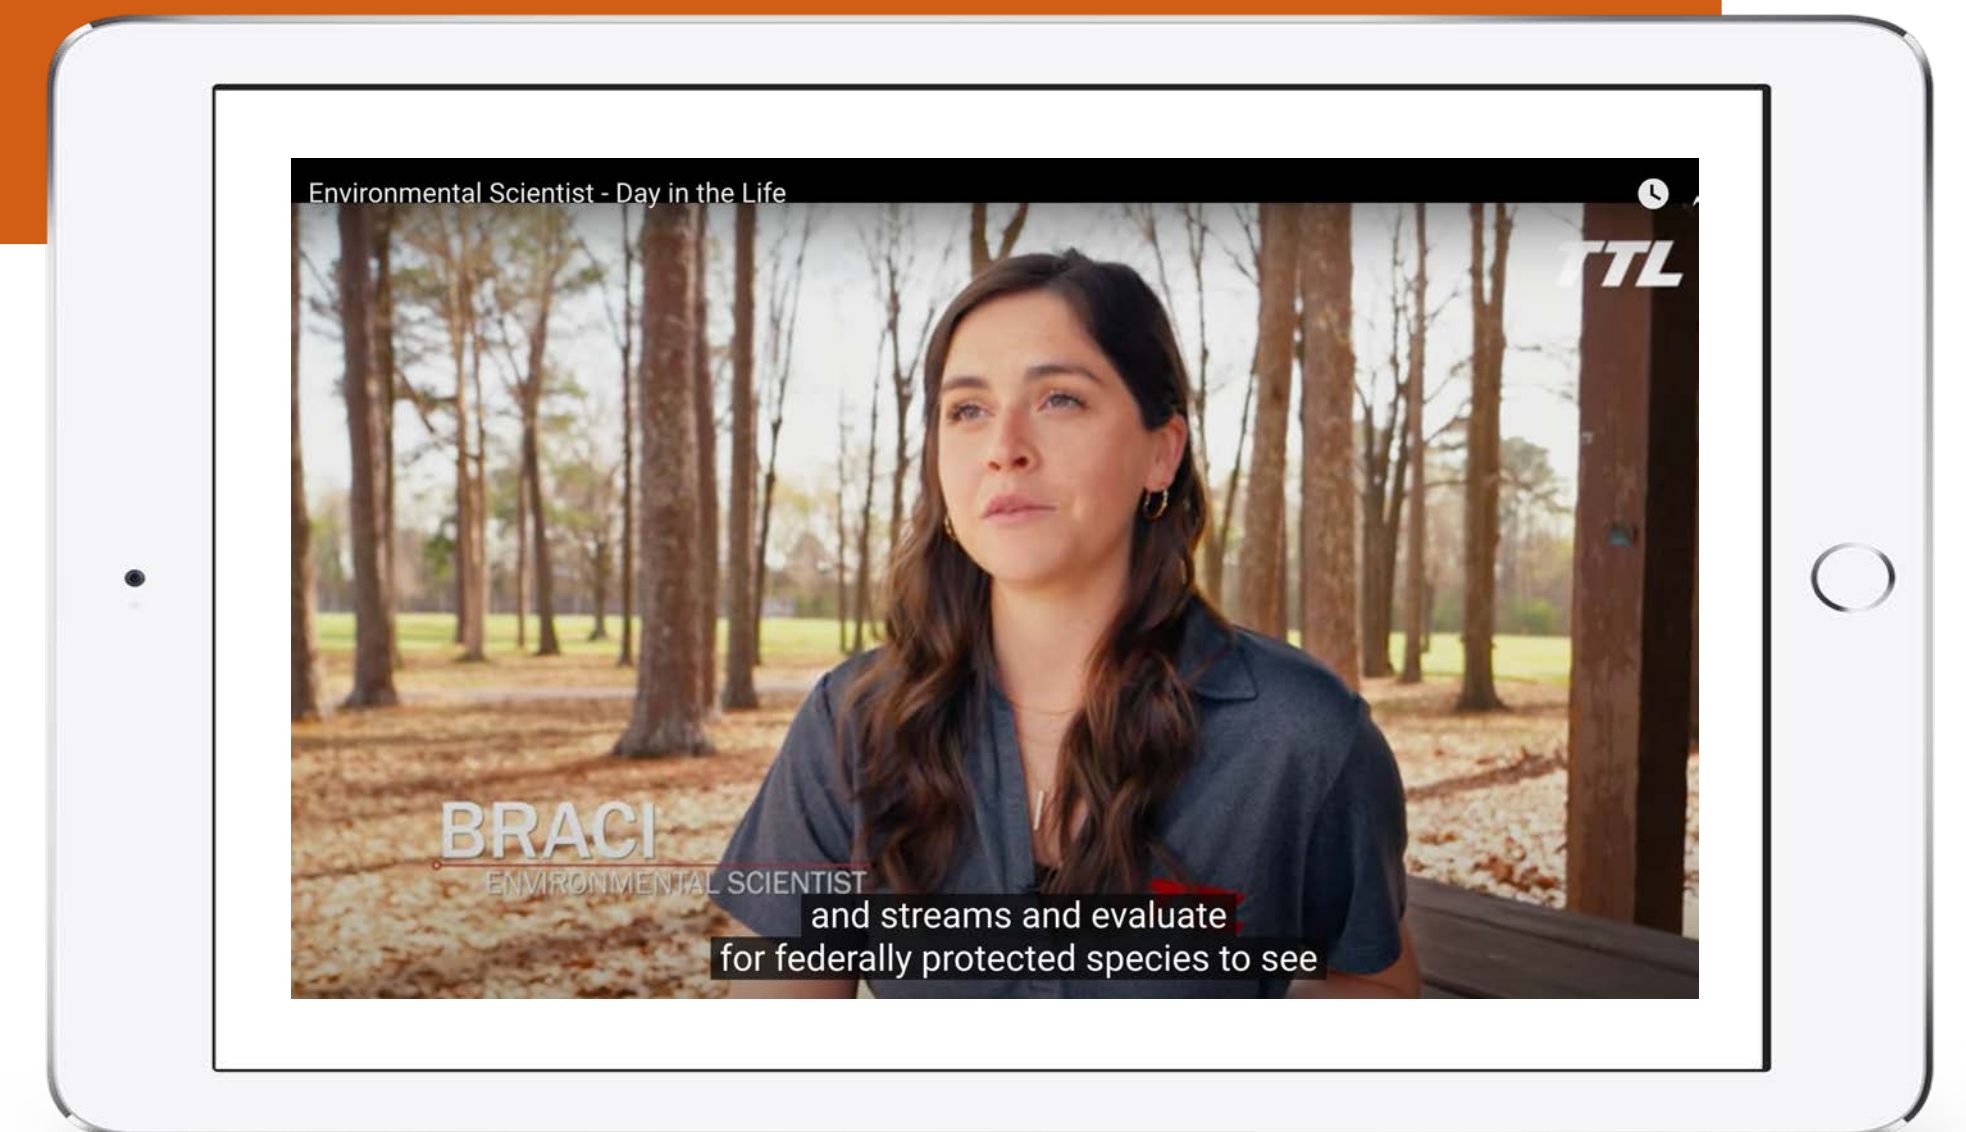 Environmental Scientist - Day in the Life
TTL
BRACI
ENVIRONMENTAL SCIENTIST
and streams and evaluate
for federally protected species to see